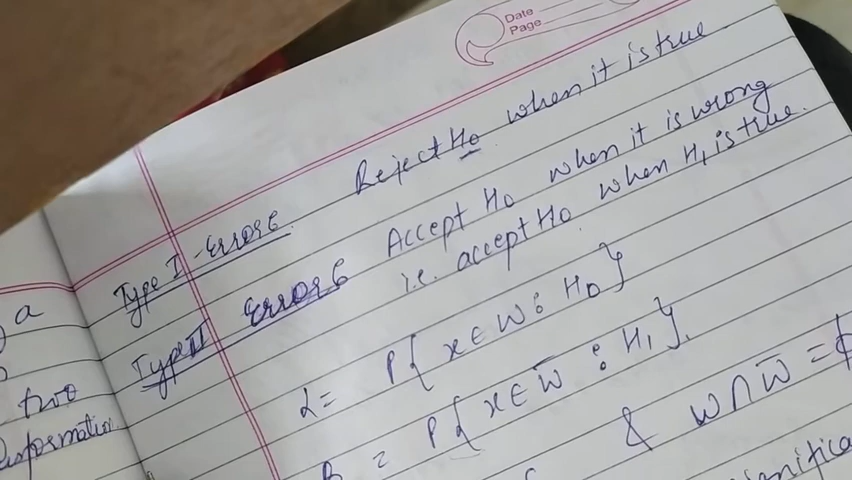 Date
Page
Type I - Error Reject H0 when it is true
Type II Error Accept H0 when it is wrong
i.e. accept H0 when H1 is true.
α = P{ x ∈ W : H0 }
β = P{ x ∈ W̄ : H1 }.
& W ∩ W̄ = ϕ
a
two